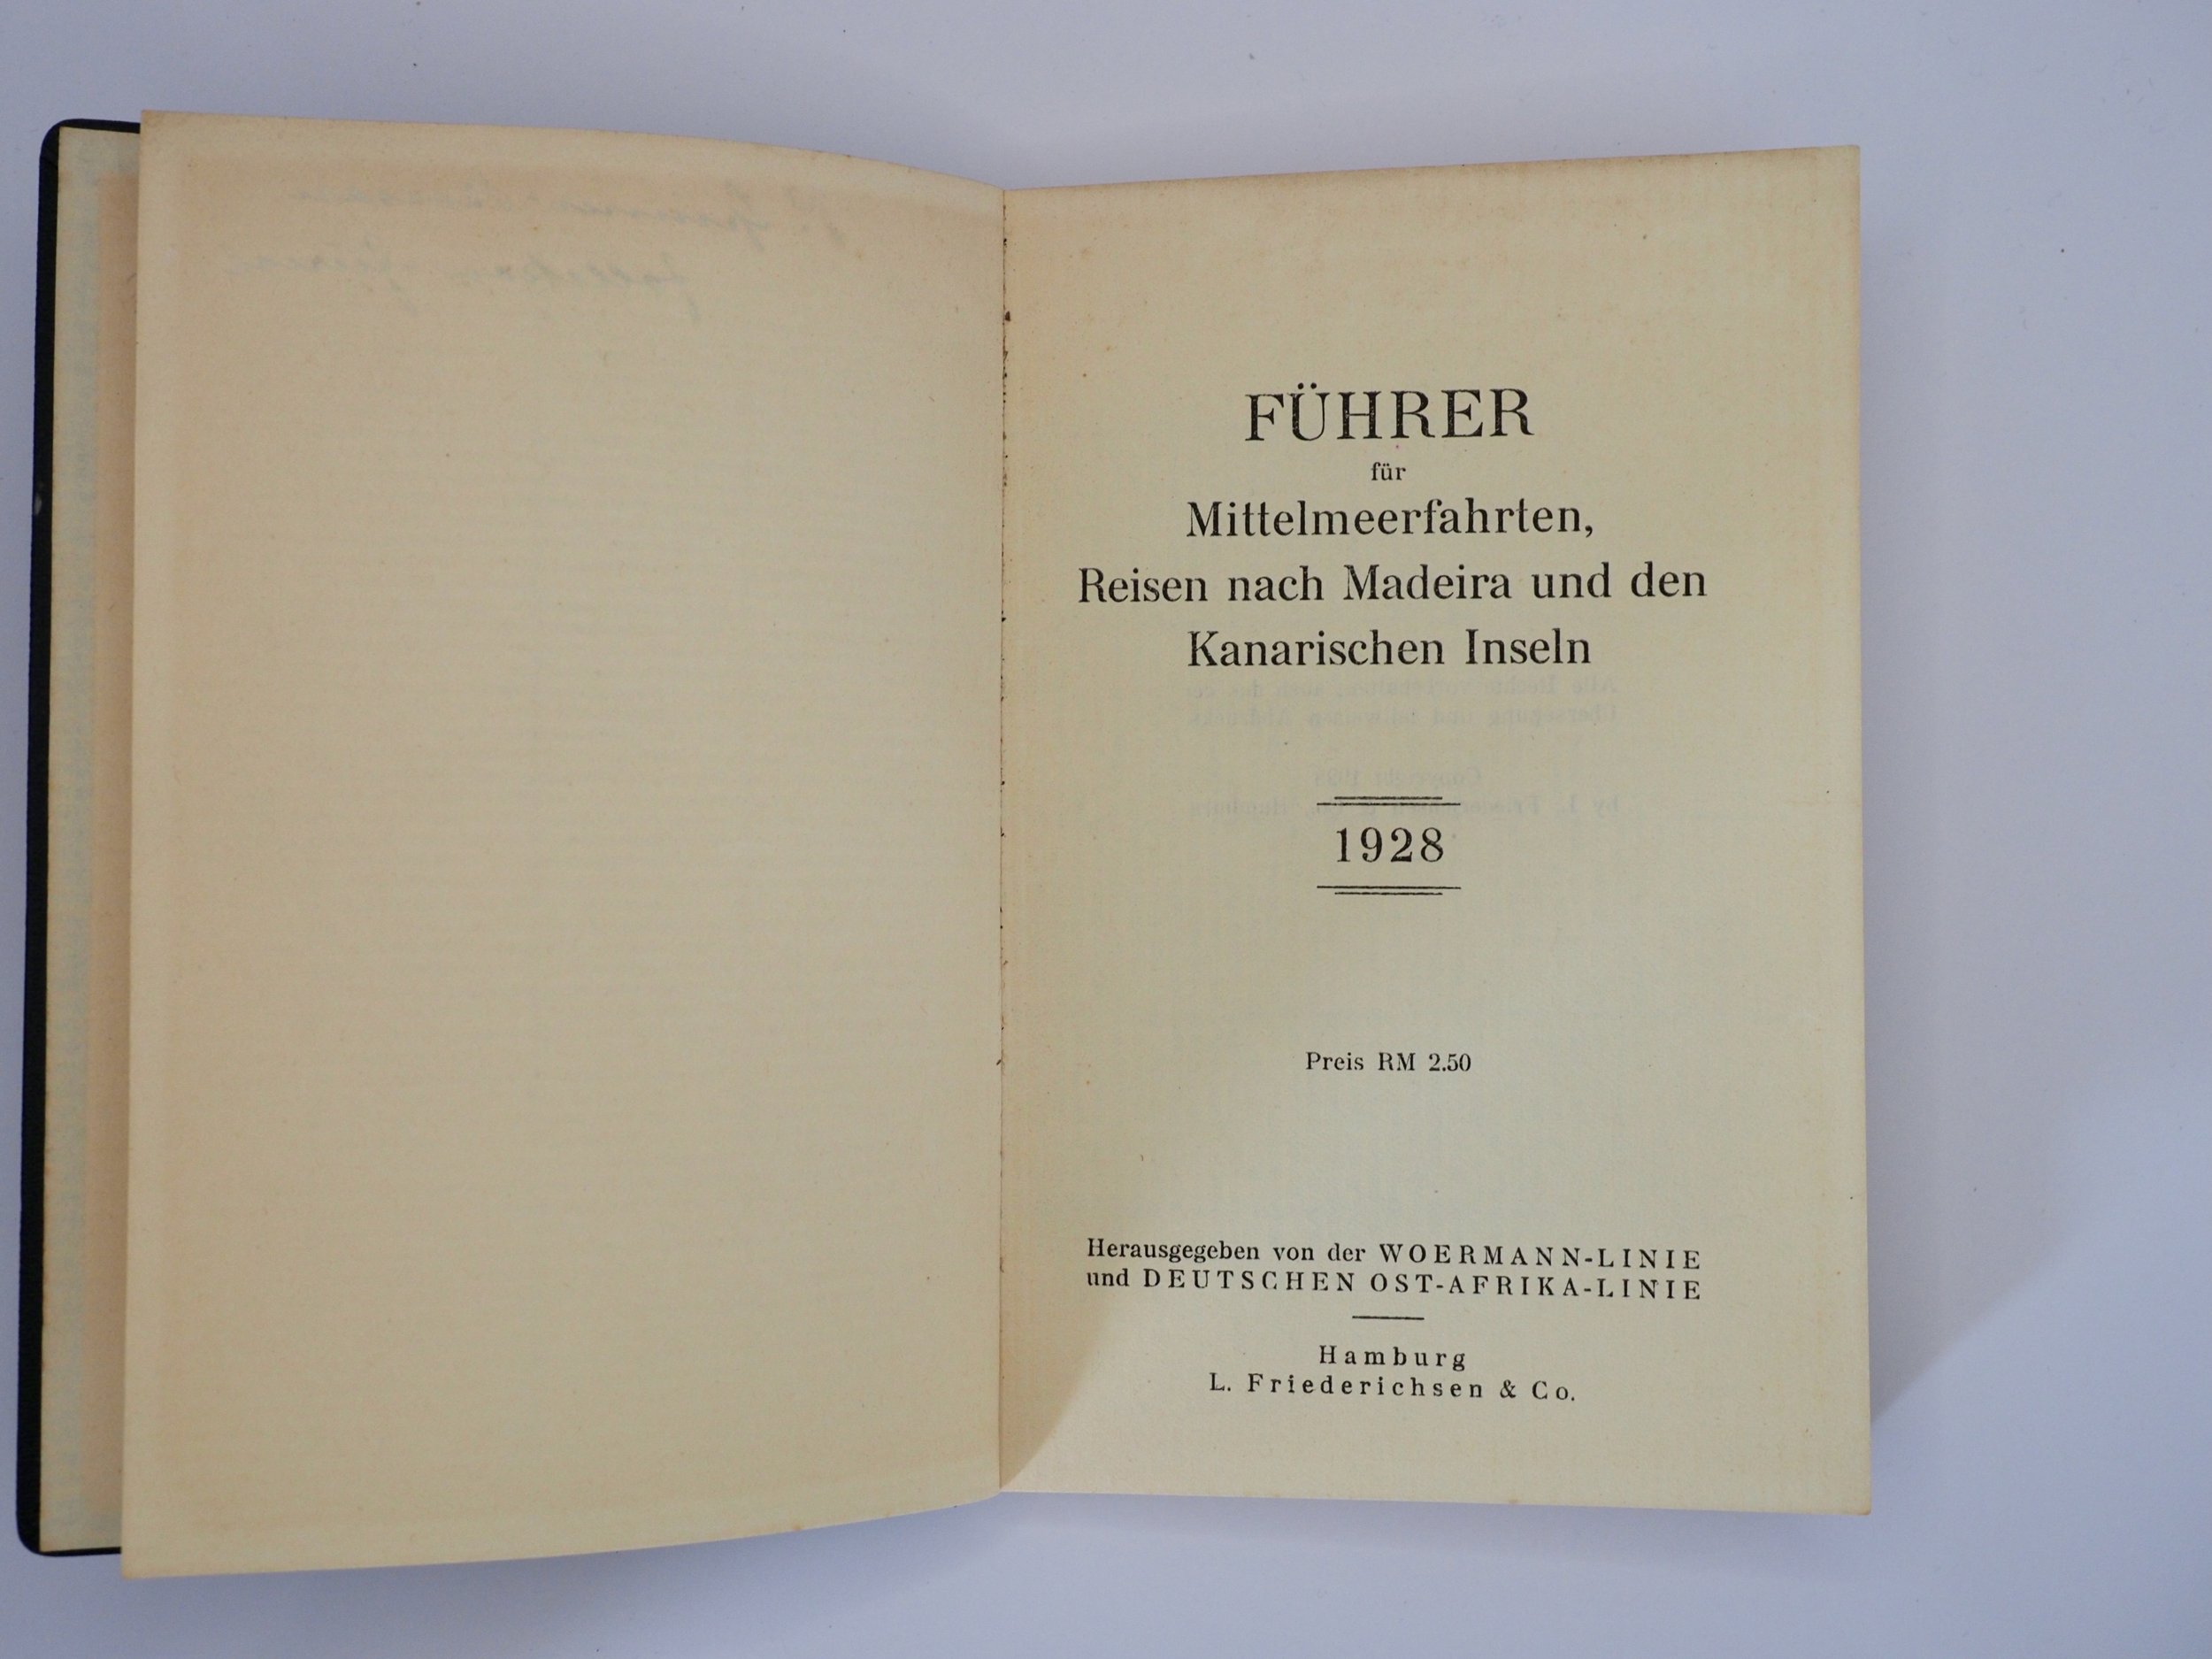 FÜHRER
für
Mittelmeerfahrten,
Reisen nach Madeira und den
Kanarischen Inseln
1928
Preis RM 2.50
Herausgegeben von der WOERMANN-LINIE
und DEUTSCHEN OST-AFRIKA-LINIE
Hamburg
L. Friederichsen & Co.